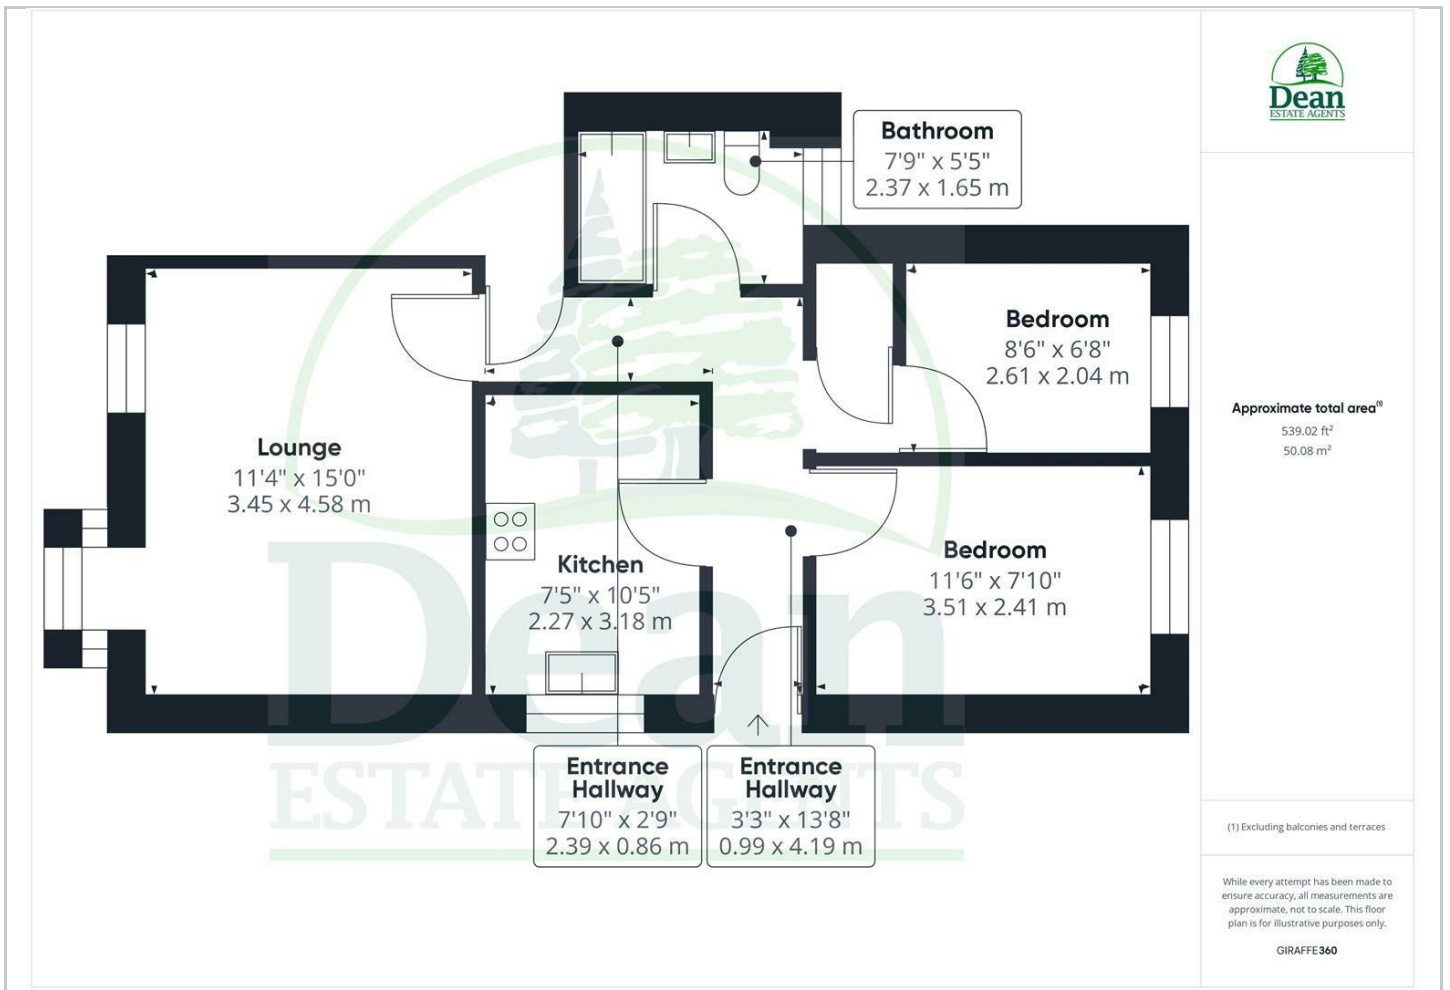 Dean
ESTATE AGENTS
Bathroom
7'9" x 5'5"
2.37 x 1.65 m
Bedroom
8'6" x 6'8"
2.61 x 2.04 m
Lounge
11'4" x 15'0"
3.45 x 4.58 m
Kitchen
7'5" x 10'5"
2.27 x 3.18 m
Bedroom
11'6" x 7'10"
3.51 x 2.41 m
Entrance
Hallway
7'10" x 2'9"
2.39 x 0.86 m
Entrance
Hallway
3'3" x 13'8"
0.99 x 4.19 m
Dean
ESTATE AGENTS
Approximate total area⁽¹⁾
539.02 ft²
50.08 m²
(1) Excluding balconies and terraces
While every attempt has been made to
ensure accuracy, all measurements are
approximate, not to scale. This floor
plan is for illustrative purposes only.
GIRAFFE360